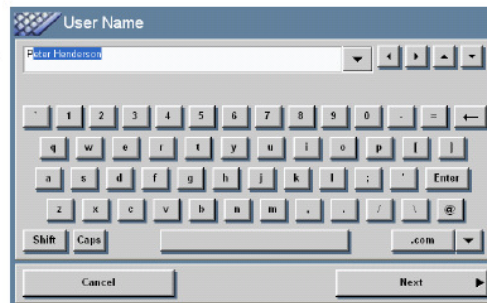 User Name
Peter Henderson
` 1 2 3 4 5 6 7 8 9 0 - =
q w e r t y u i o p [ ]
a s d f g h j k l ; ' Enter
z x c v b n m , . / \ @
Shift Caps .com
Cancel Next